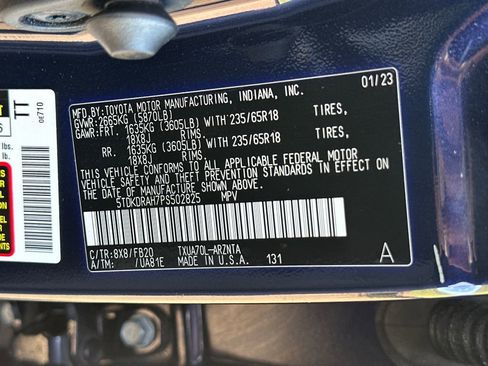 MFD.BY:TOYOTA MOTOR MANUFACTURING, INDIANA, INC. 01/23
GVWR:2665KG (5870LB)
GAWR:FRT. 1635KG (3605LB) WITH 235/65R18 TIRES,
18X8J RIMS.
RR. 1635KG (3605LB) WITH 235/65R18 TIRES,
18X8J RIMS.
THIS VEHICLE CONFORMS TO ALL APPLICABLE FEDERAL MOTOR
VEHICLE SAFETY AND THEFT PREVENTION STANDARDS IN EFFECT
ON THE DATE OF MANUFACTURE SHOWN ABOVE.
5TDKDRAH7PS502825 MPV
C/TR:8X8/FB20 TXUA70L-ARZNTA
A/TM: /UA81E MADE IN U.S.A. 131 A
TT
0E710
lbs.